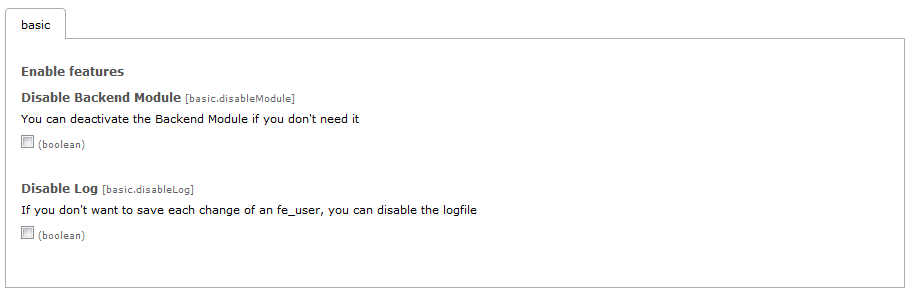 basic
Enable features
Disable Backend Module [basic.disableModule]
You can deactivate the Backend Module if you don't need it
(boolean)
Disable Log [basic.disableLog]
If you don't want to save each change of an fe_user, you can disable the logfile
(boolean)